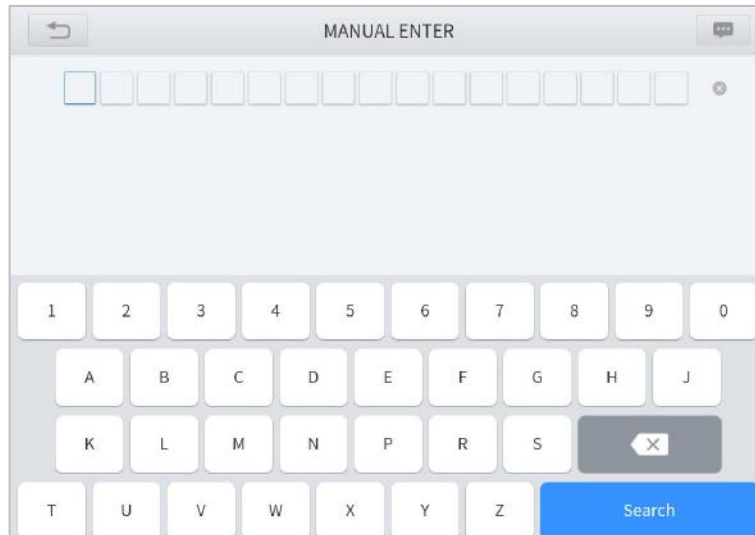 MANUAL ENTER
1 2 3 4 5 6 7 8 9 0
A B C D E F G H J
K L M N P R S
T U V W X Y Z Search